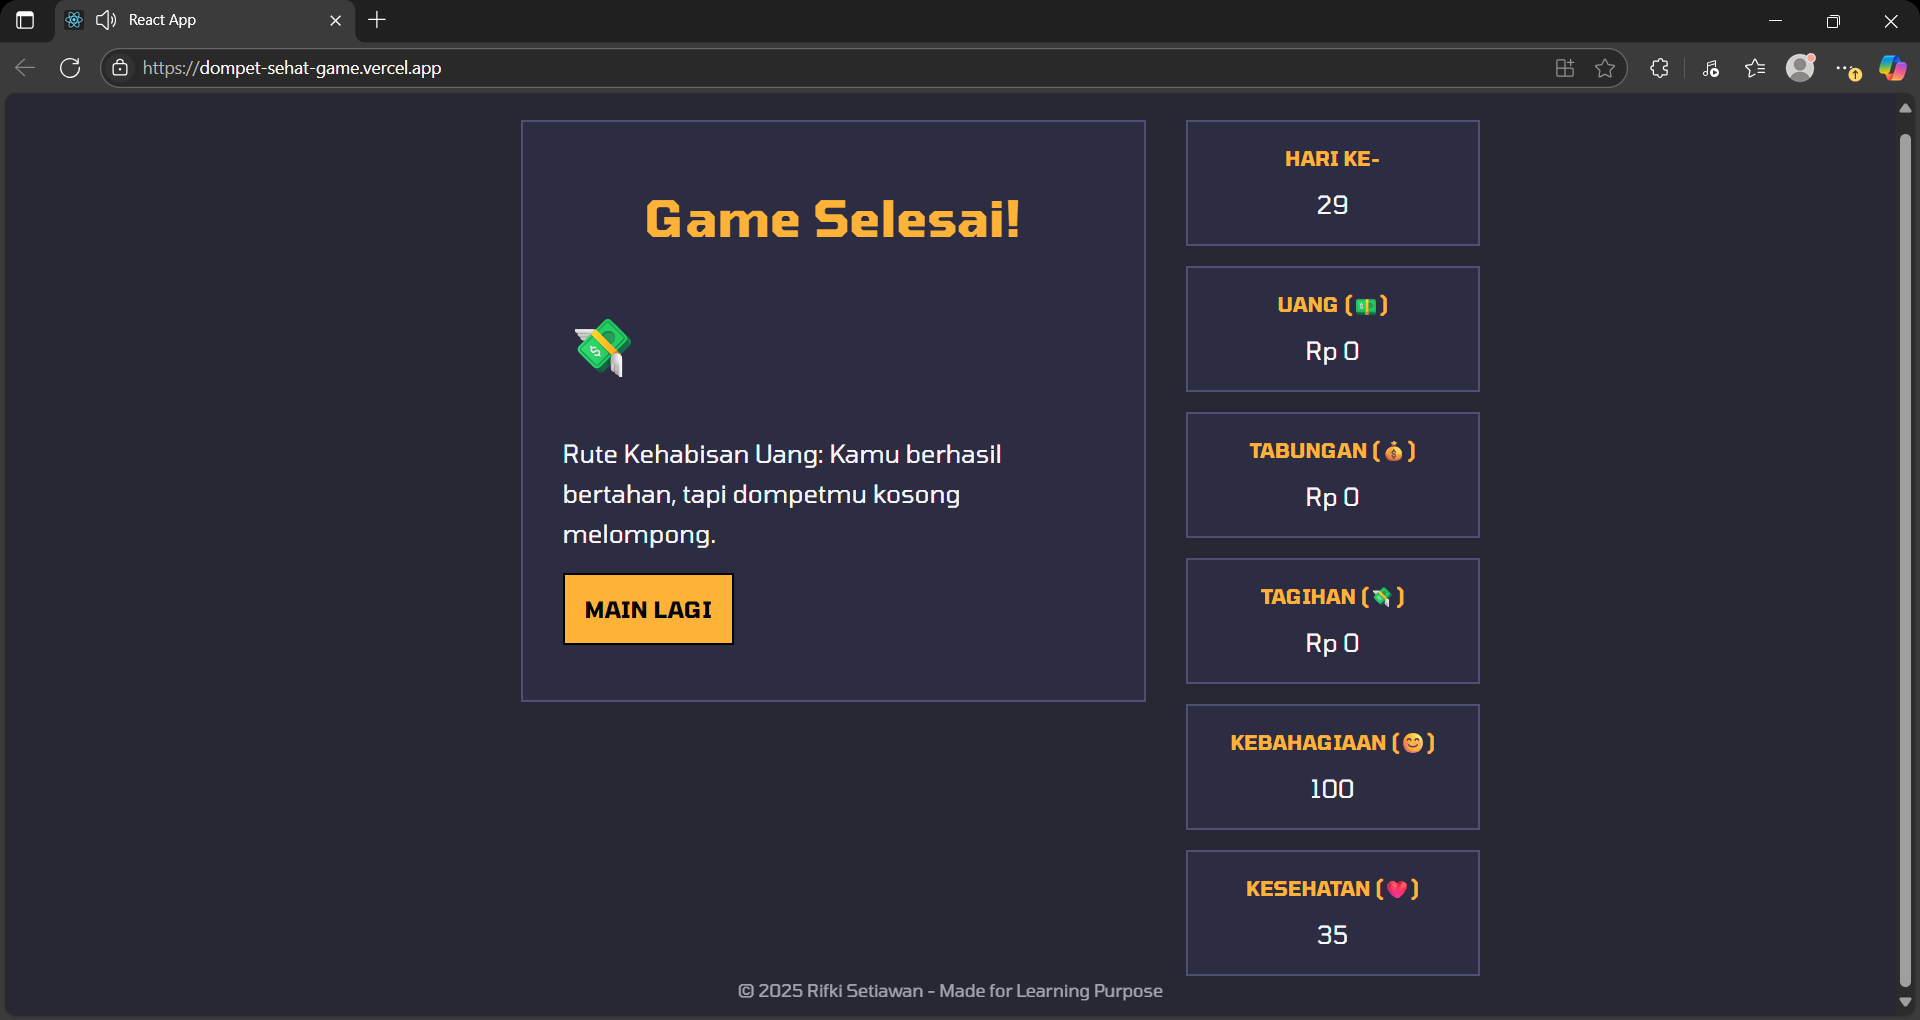 React App
https://dompet-sehat-game.vercel.app
Game Selesai!
Rute Kehabisan Uang: Kamu berhasil
bertahan, tapi dompetmu kosong
melompong.
MAIN LAGI
HARI KE-
29
UANG (💵)
Rp 0
TABUNGAN (💰)
Rp 0
TAGIHAN (💸)
Rp 0
KEBAHAGIAAN (😊)
100
KESEHATAN (❤️)
35
© 2025 Rifki Setiawan - Made for Learning Purpose